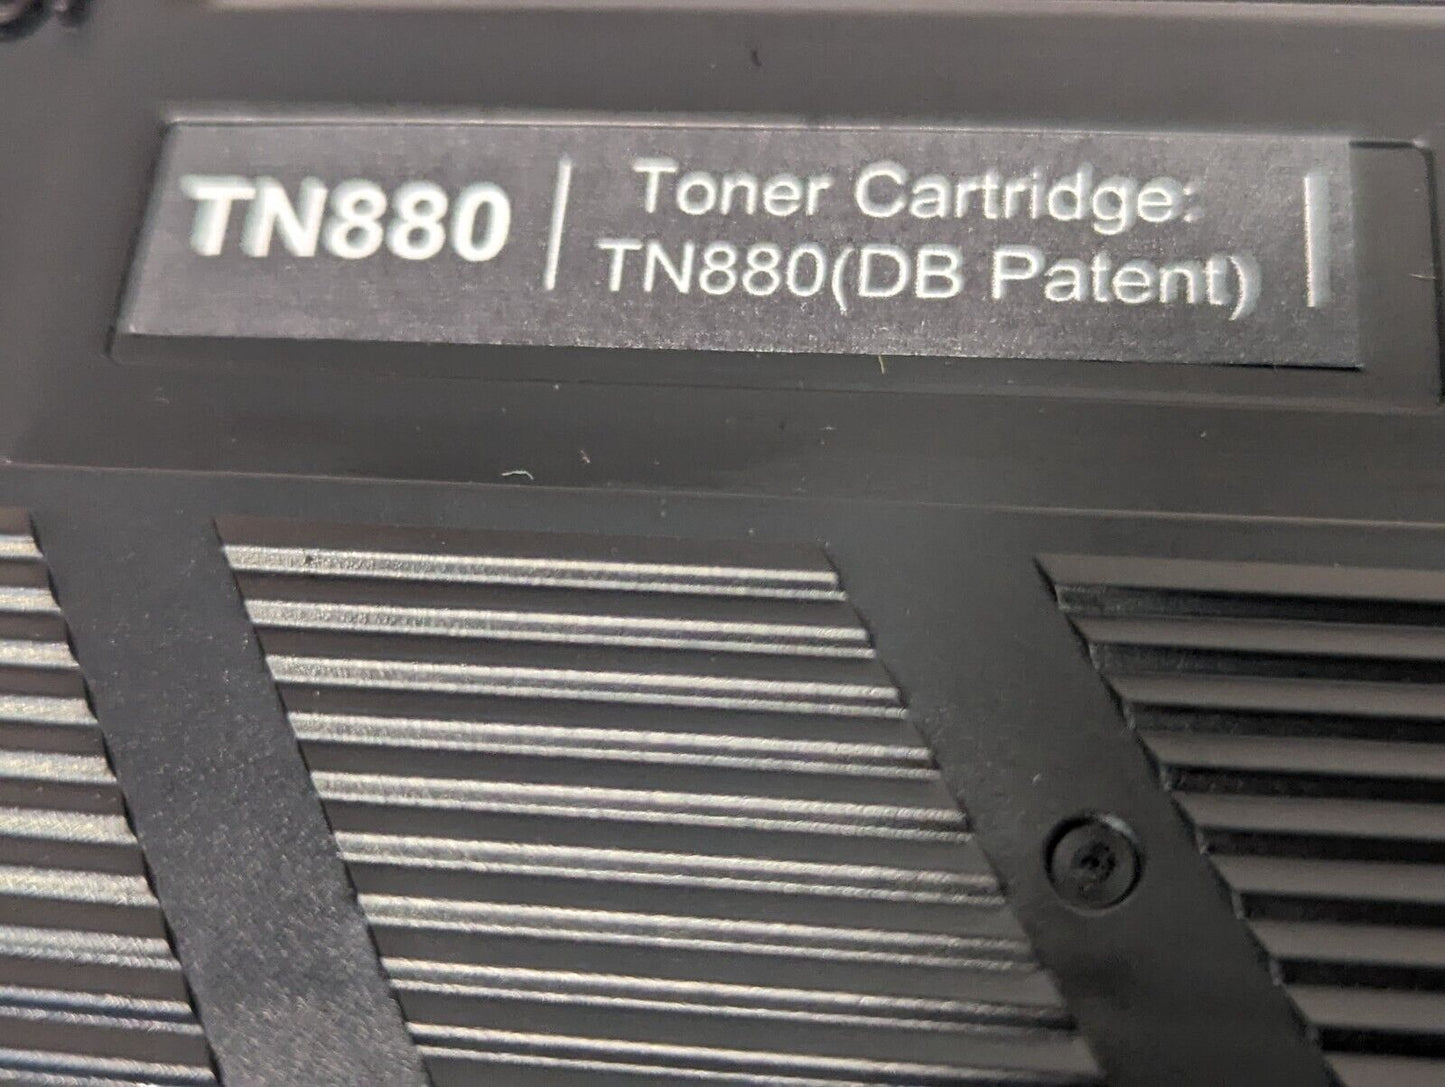 TN880
Toner Cartridge:
TN880(DB Patent)